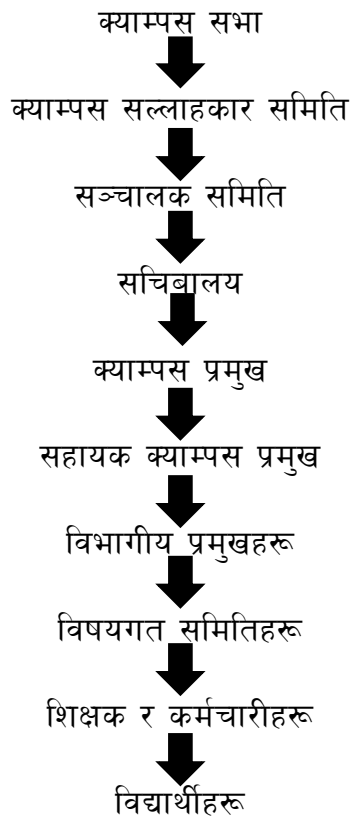 क्याम्पस सभा
क्याम्पस सल्लाहकार समिति
सञ्चालक समिति
सचिबालय
क्याम्पस प्रमुख
सहायक क्याम्पस प्रमुख
विभागीय प्रमुखहरू
विषयगत समितिहरू
शिक्षक र कर्मचारीहरू
विद्यार्थीहरू